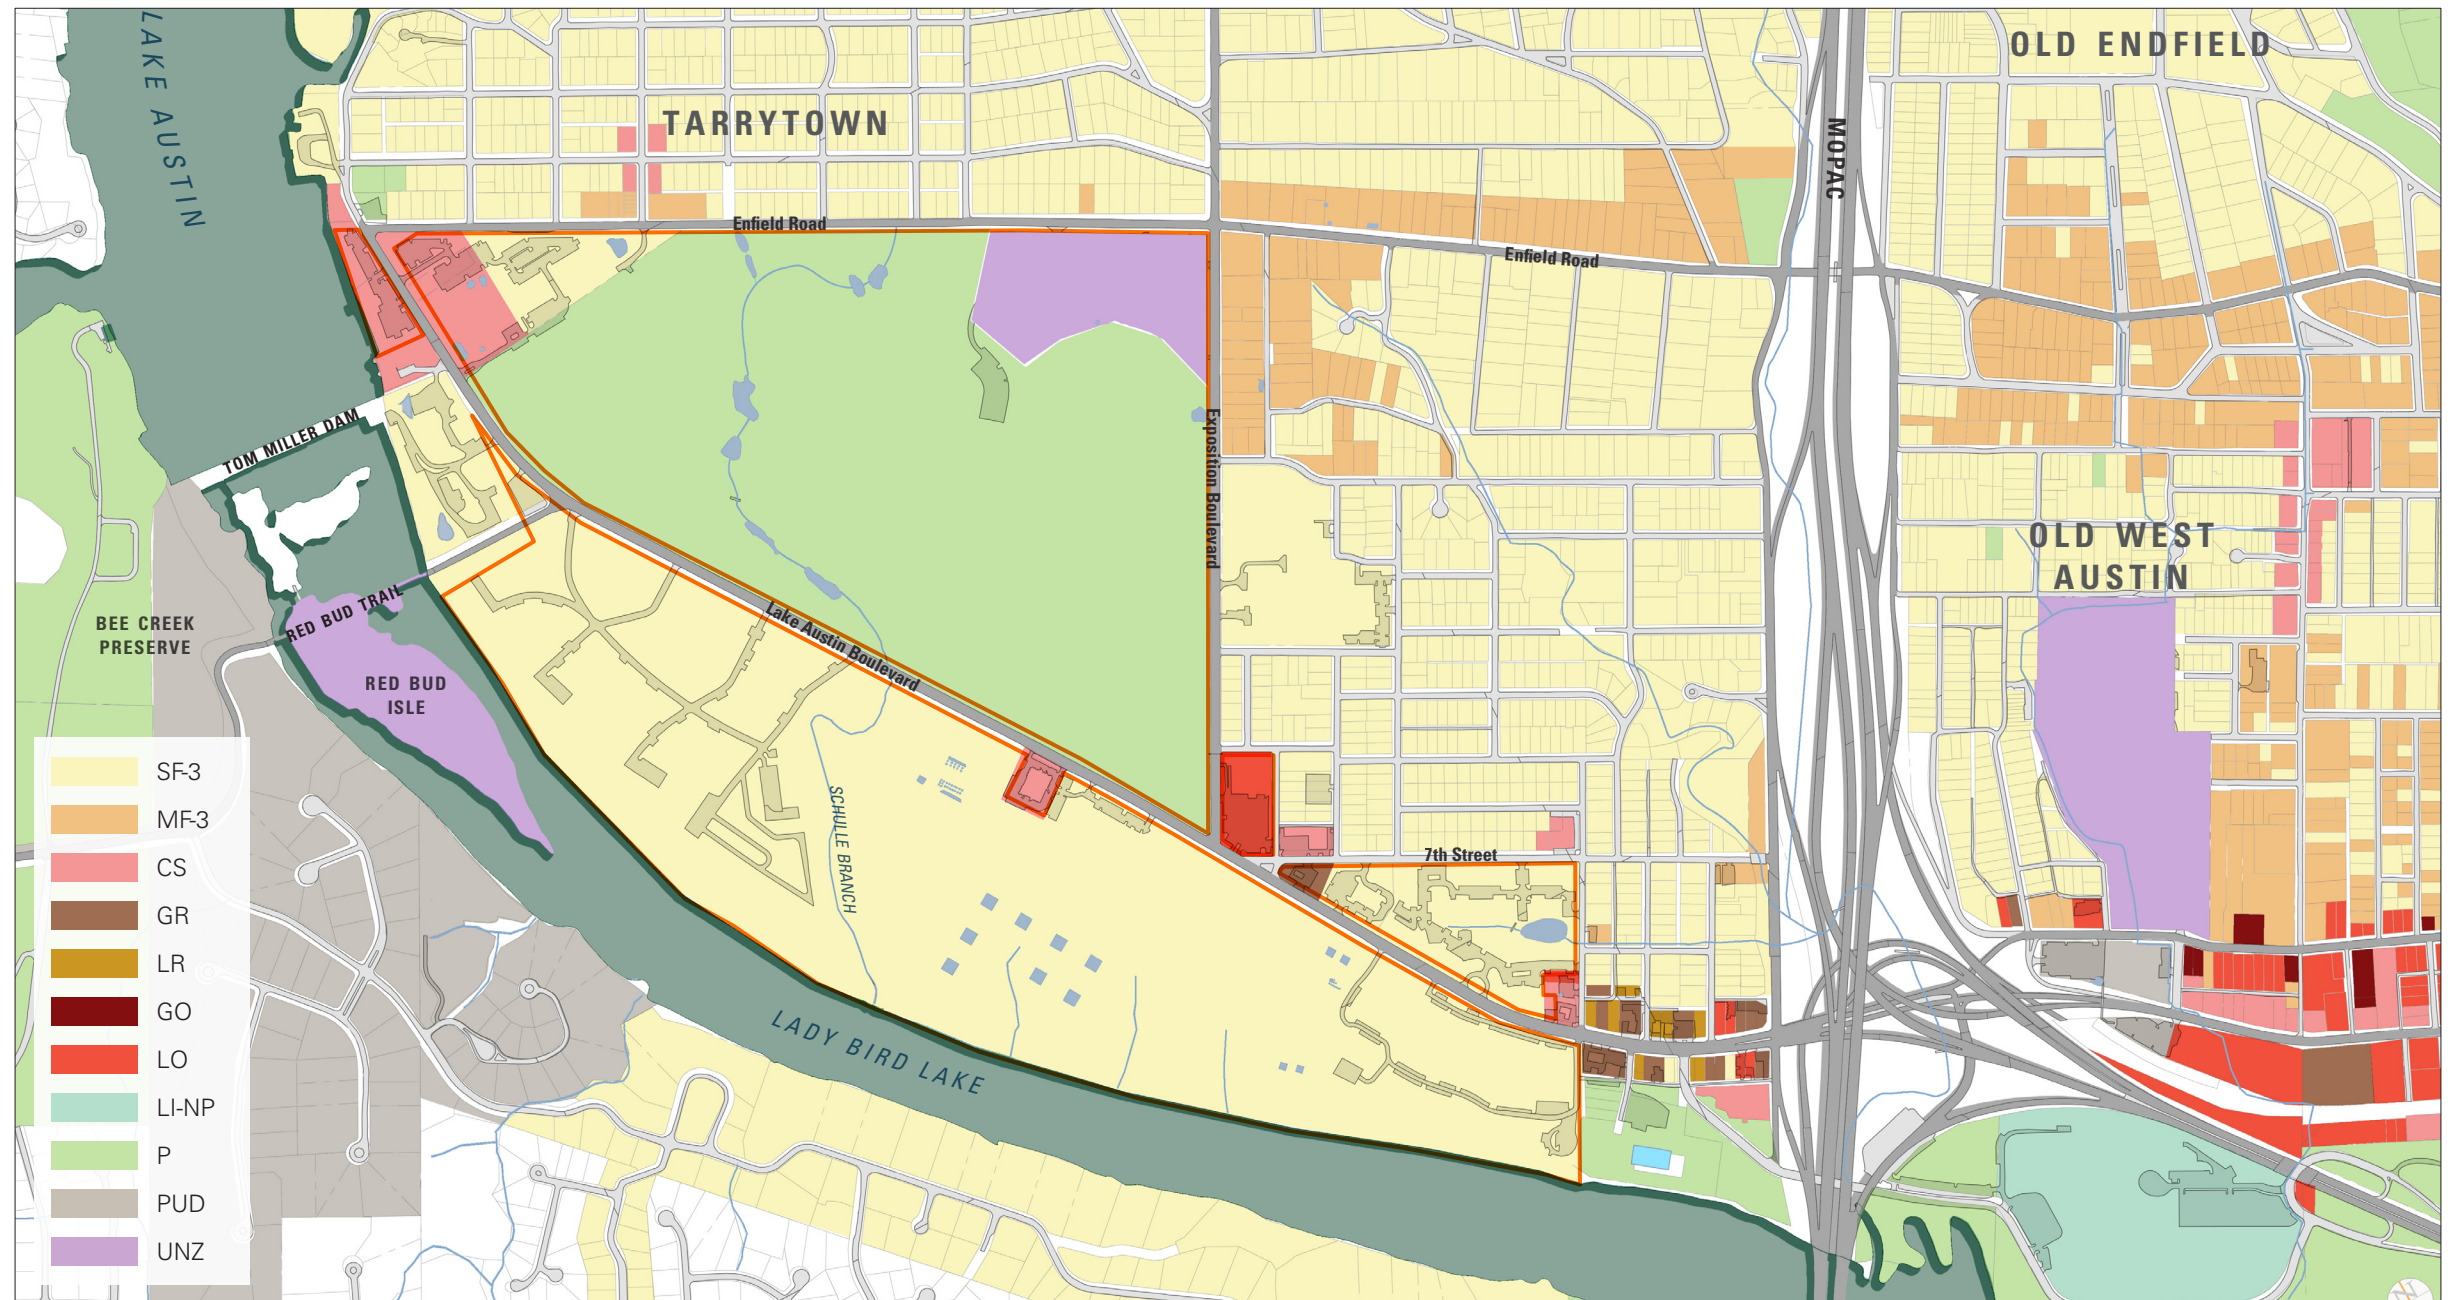 LAKE AUSTIN
OLD ENDFIELD
TARRYTOWN
MOPAC
Enfield Road
Enfield Road
TOM MILLER DAM
Exposition Boulevard
OLD WEST
AUSTIN
RED BUD TRAIL
BEE CREEK
PRESERVE
Lake Austin Boulevard
RED BUD
ISLE
SCHULLE BRANCH
7th Street
LADY BIRD LAKE
SF-3
MF-3
CS
GR
LR
GO
LO
LI-NP
P
PUD
UNZ